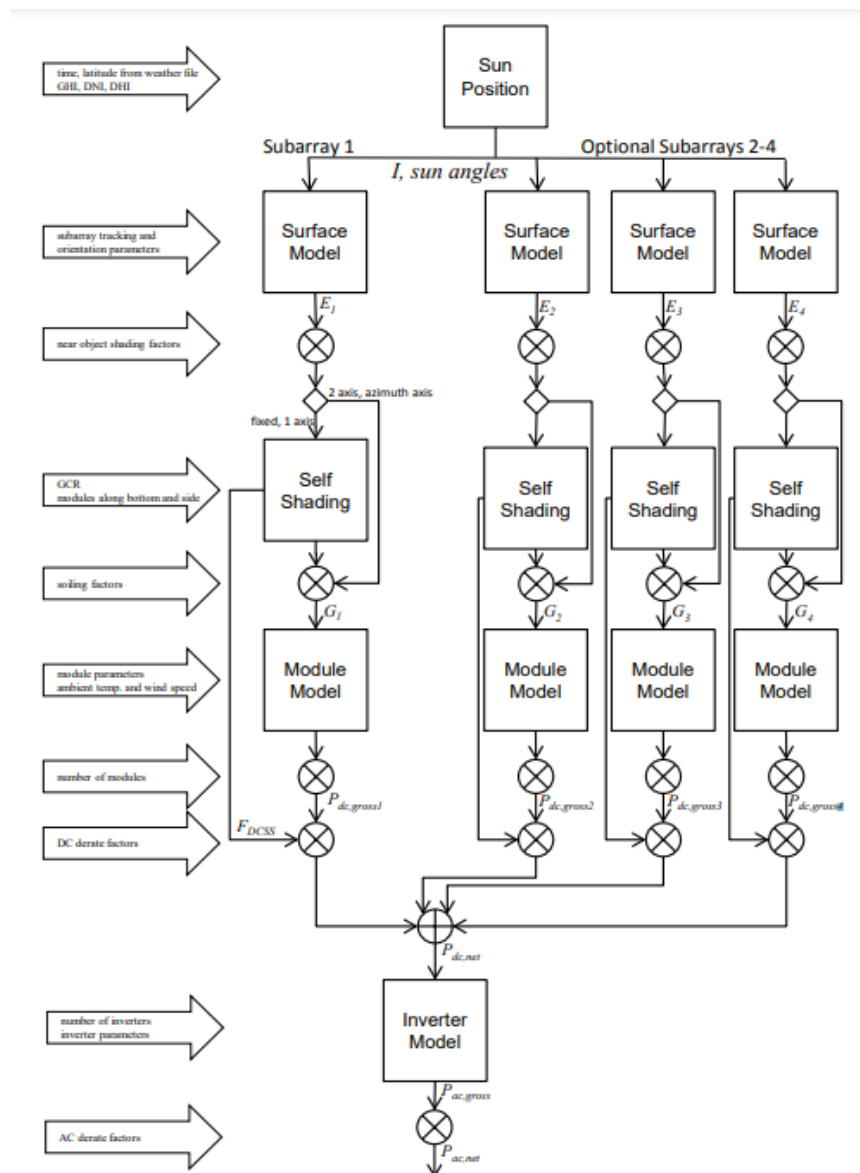 time, latitude from weather file
GHI, DNI, DHI
Sun
Position
Subarray 1
Optional Subarrays 2-4
I, sun angles
subarray tracking and
orientation parameters
Surface
Model
Surface
Model
Surface
Model
Surface
Model
E1
E2
E3
E4
near object shading factors
2 axis, azimuth axis
fixed, 1 axis
GCR
modules along bottom and side
Self
Shading
Self
Shading
Self
Shading
Self
Shading
soiling factors
G1
G2
G3
G4
module parameters
ambient temp. and wind speed
Module
Model
Module
Model
Module
Model
Module
Model
number of modules
Pdc,gross1
Pdc,gross2
Pdc,gross3
Pdc,gross4
DC derate factors
FDCSS
Pdc,net
number of inverters
inverter parameters
Inverter
Model
Pac,gross
AC derate factors
Pac,net